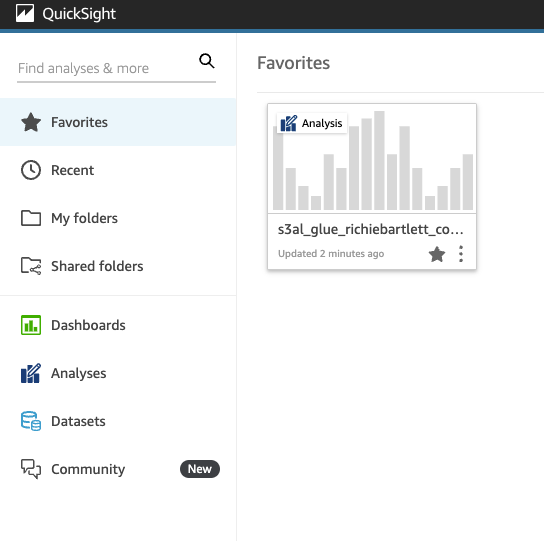 QuickSight
Find analyses & more
Favorites
Recent
My folders
Shared folders
Dashboards
Analyses
Datasets
Community New
Favorites
Analysis
s3al_glue_richiebartlett_co...
Updated 2 minutes ago